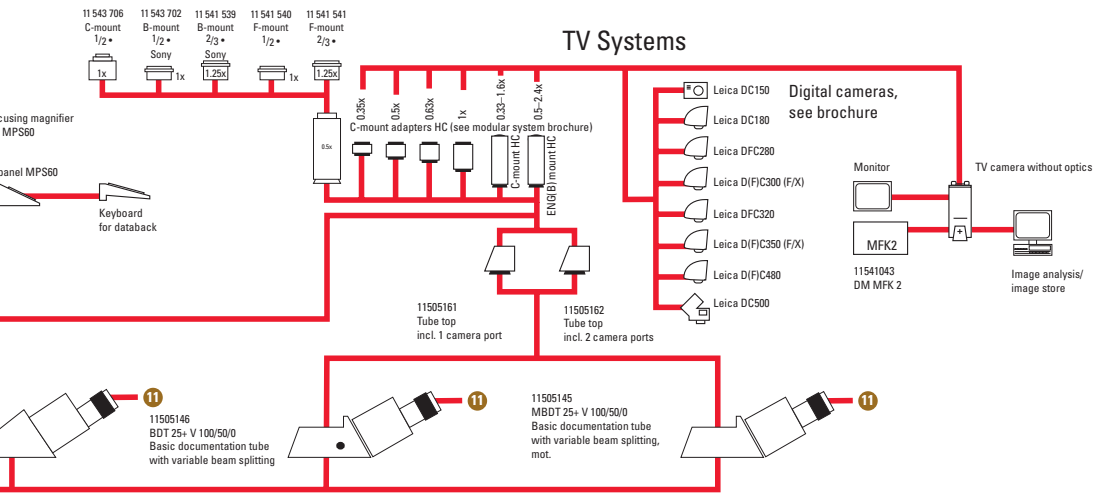 TV Systems
11 543 706
C-mount
1/2"
1x
11 543 702
B-mount
1/2"
Sony
1x
11 541 539
B-mount
2/3"
Sony
1.25x
11 541 540
F-mount
1/2"
1x
11 541 541
F-mount
2/3"
1.25x
0.5x
0.35x
0.5x
0.63x
1x
0.33–1.6x
0.5–2.4x
C-mount adapters HC (see modular system brochure)
C-mount HC
ENG(B) mount HC
Leica DC150
Leica DC180
Leica DFC280
Leica D(F)C300 (F/X)
Leica DFC320
Leica D(F)C350 (F/X)
Leica D(F)C480
Leica DC500
Digital cameras,
see brochure
Monitor
TV camera without optics
MFK2
11541043
DM MFK 2
Image analysis/
image store
cusing magnifier
MPS60
panel MPS60
Keyboard
for databack
11505161
Tube top
incl. 1 camera port
11505162
Tube top
incl. 2 camera ports
11
11505146
BDT 25+ V 100/50/0
Basic documentation tube
with variable beam splitting
11
11505145
MBDT 25+ V 100/50/0
Basic documentation tube
with variable beam splitting,
mot.
11